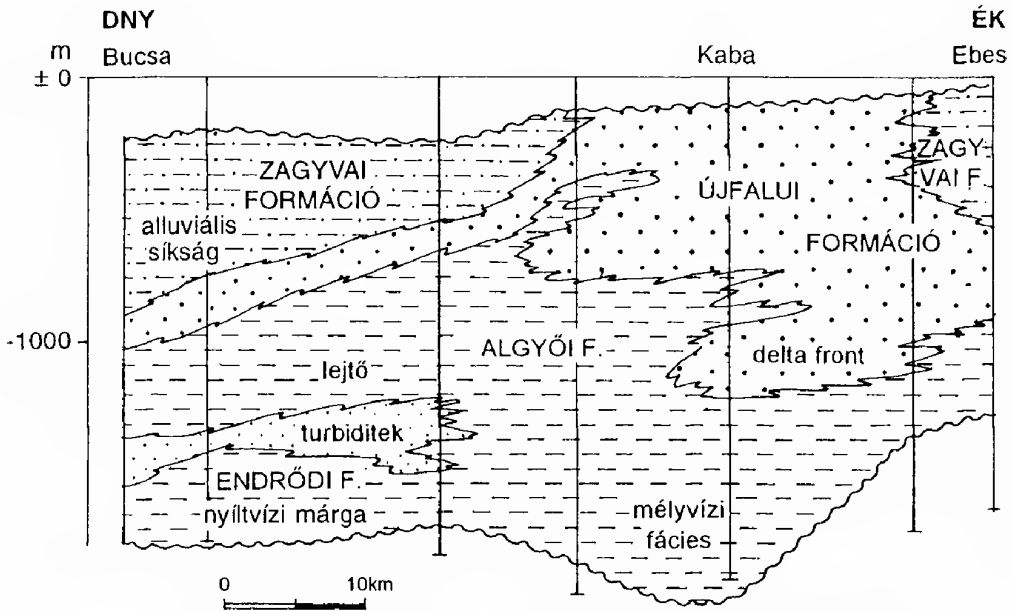 DNY
ÉK
m
Bucsa
Kaba
Ebes
± 0
ZAGYVAI
FORMÁCIÓ
alluviális
síkság
ÚJFALUI
FORMÁCIÓ
ZAGY
VAI F.
-1000
ALGYŐI F.
lejtő
delta front
turbiditek
ENDRŐDI F.
nyíltvízi márga
mélyvízi
fácies
0
10km